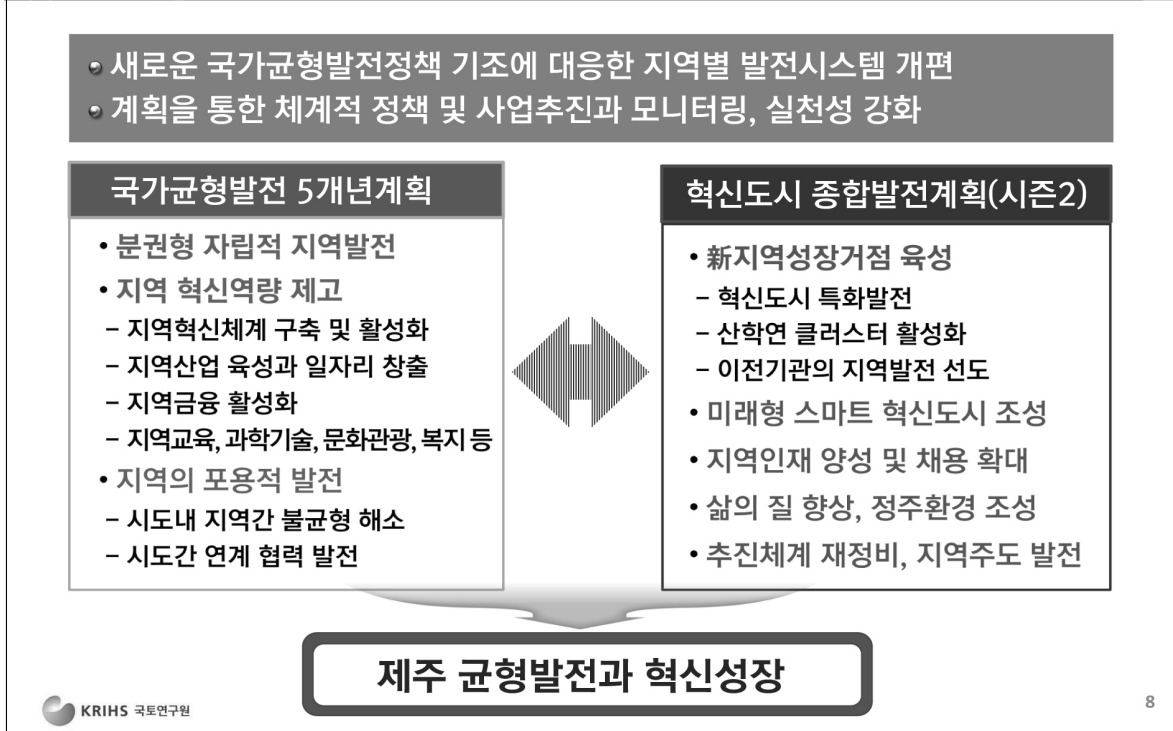 새로운 국가균형발전정책 기조에 대응한 지역별 발전시스템 개편
계획을 통한 체계적 정책 및 사업추진과 모니터링, 실천성 강화
국가균형발전 5개년계획
• 분권형 자립적 지역발전
• 지역 혁신역량 제고
– 지역혁신체계 구축 및 활성화
– 지역산업 육성과 일자리 창출
– 지역금융 활성화
– 지역교육, 과학기술, 문화관광, 복지 등
• 지역의 포용적 발전
– 시도내 지역간 불균형 해소
– 시도간 연계 협력 발전
혁신도시 종합발전계획(시즌2)
• 新지역성장거점 육성
– 혁신도시 특화발전
– 산학연 클러스터 활성화
– 이전기관의 지역발전 선도
• 미래형 스마트 혁신도시 조성
• 지역인재 양성 및 채용 확대
• 삶의 질 향상, 정주환경 조성
• 추진체계 재정비, 지역주도 발전
제주 균형발전과 혁신성장
KRIHS 국토연구원
8